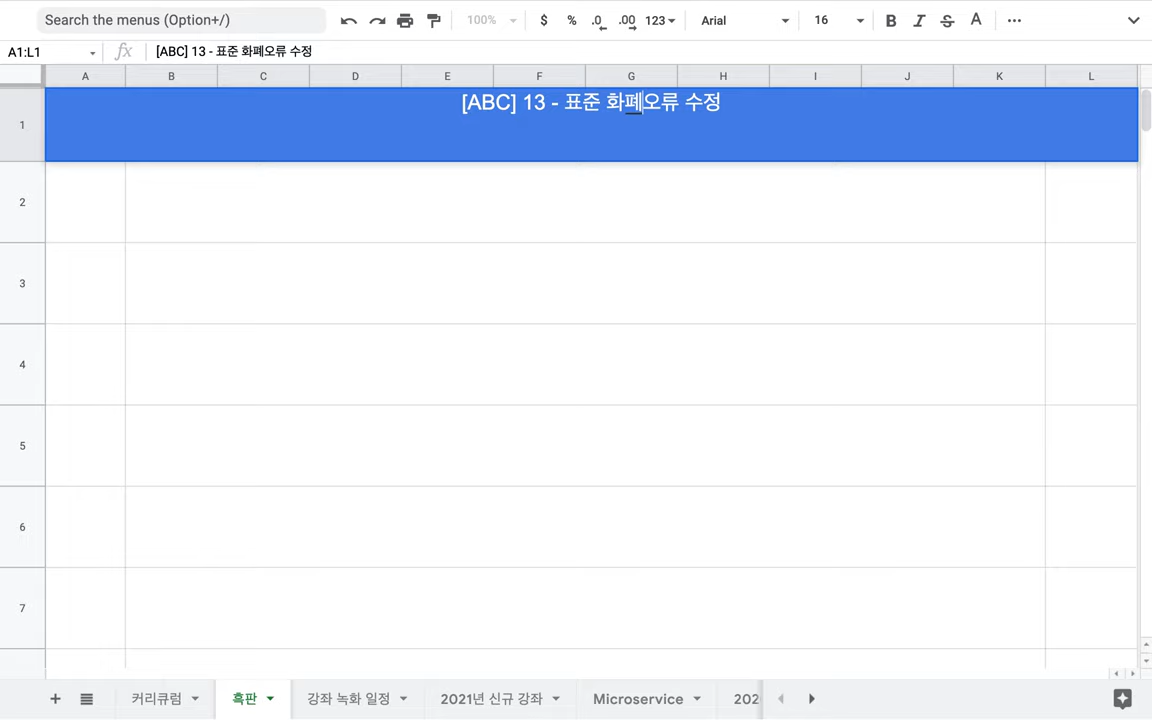 Search the menus (Option+/)
100%
$ % .0 .00 123
Arial
16
B I S A
A1:L1
fx
[ABC] 13 - 표준 화폐오류 수정
A B C D E F G H I J K L
1
[ABC] 13 - 표준 화폐오류 수정
2
3
4
5
6
7
커리큘럼 흑판 강좌 녹화 일정 2021년 신규 강좌 Microservice 202